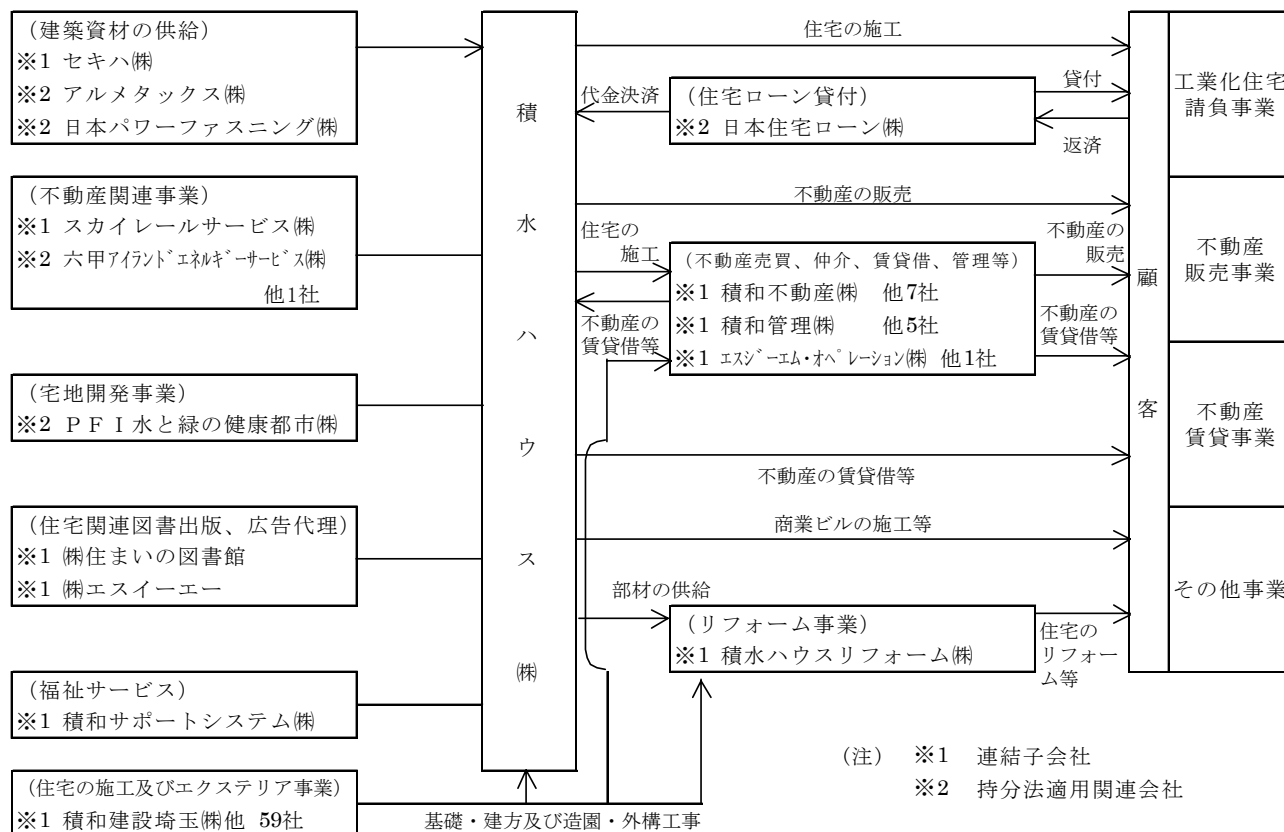 (建築資材の供給)
※1 セキハ㈱
※2 アルメタックス㈱
※2 日本パワーファスニング㈱
(不動産関連事業)
※1 スカイレールサービス㈱
※2 六甲アイランドエネルギーサービス㈱
他1社
(宅地開発事業)
※2 PFI水と緑の健康都市㈱
(住宅関連図書出版、広告代理)
※1 ㈱住まいの図書館
※1 ㈱エスイーエー
(福祉サービス)
※1 積和サポートシステム㈱
(住宅の施工及びエクステリア事業)
※1 積和建設埼玉㈱他 59社
積水ハウス㈱
住宅の施工
代金決済
(住宅ローン貸付)
※2 日本住宅ローン㈱
貸付
返済
不動産の販売
住宅の
施工
(不動産売買、仲介、賃貸借、管理等)
※1 積和不動産㈱ 他7社
※1 積和管理㈱ 他5社
※1 エスジーエム・オペレーション㈱ 他1社
不動産の
賃貸借等
不動産の
販売
不動産の
賃貸借等
不動産の賃貸借等
商業ビルの施工等
部材の供給
(リフォーム事業)
※1 積水ハウスリフォーム㈱
住宅の
リフォー
ム等
基礎・建方及び造園・外構工事
顧客
工業化住宅
請負事業
不動産
販売事業
不動産
賃貸事業
その他事業
(注) ※1 連結子会社
※2 持分法適用関連会社